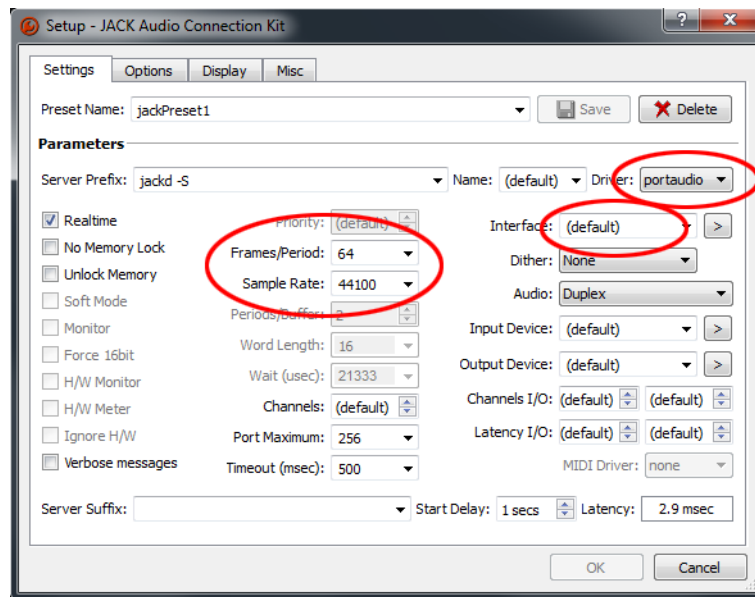 Setup - JACK Audio Connection Kit
? X
Settings Options Display Misc
Preset Name: jackPreset1 Save Delete
Parameters
Server Prefix: jackd -S Name: (default) Driver: portaudio
Realtime Priority: (default) Interface: (default) >
No Memory Lock Frames/Period: 64 Dither: None
Unlock Memory Sample Rate: 44100 Audio: Duplex
Soft Mode Periods/Buffer: 2
Monitor Word Length: 16 Input Device: (default) >
Force 16bit Wait (usec): 21333 Output Device: (default) >
H/W Monitor Channels: (default) Channels I/O: (default) (default)
H/W Meter Port Maximum: 256 Latency I/O: (default) (default)
Ignore H/W Timeout (msec): 500 MIDI Driver: none
Verbose messages
Server Suffix: Start Delay: 1 secs Latency: 2.9 msec
OK Cancel